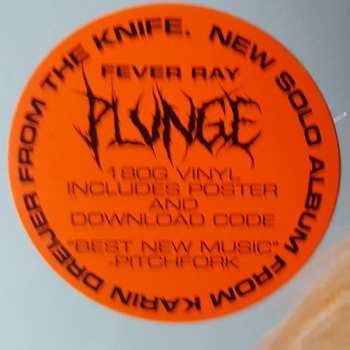 NEW SOLO ALBUM FROM KARIN DREIJER FROM THE KNIFE.
FEVER RAY
PLUNGE
180G VINYL
INCLUDES POSTER
AND
DOWNLOAD CODE
"BEST NEW MUSIC"
-PITCHFORK